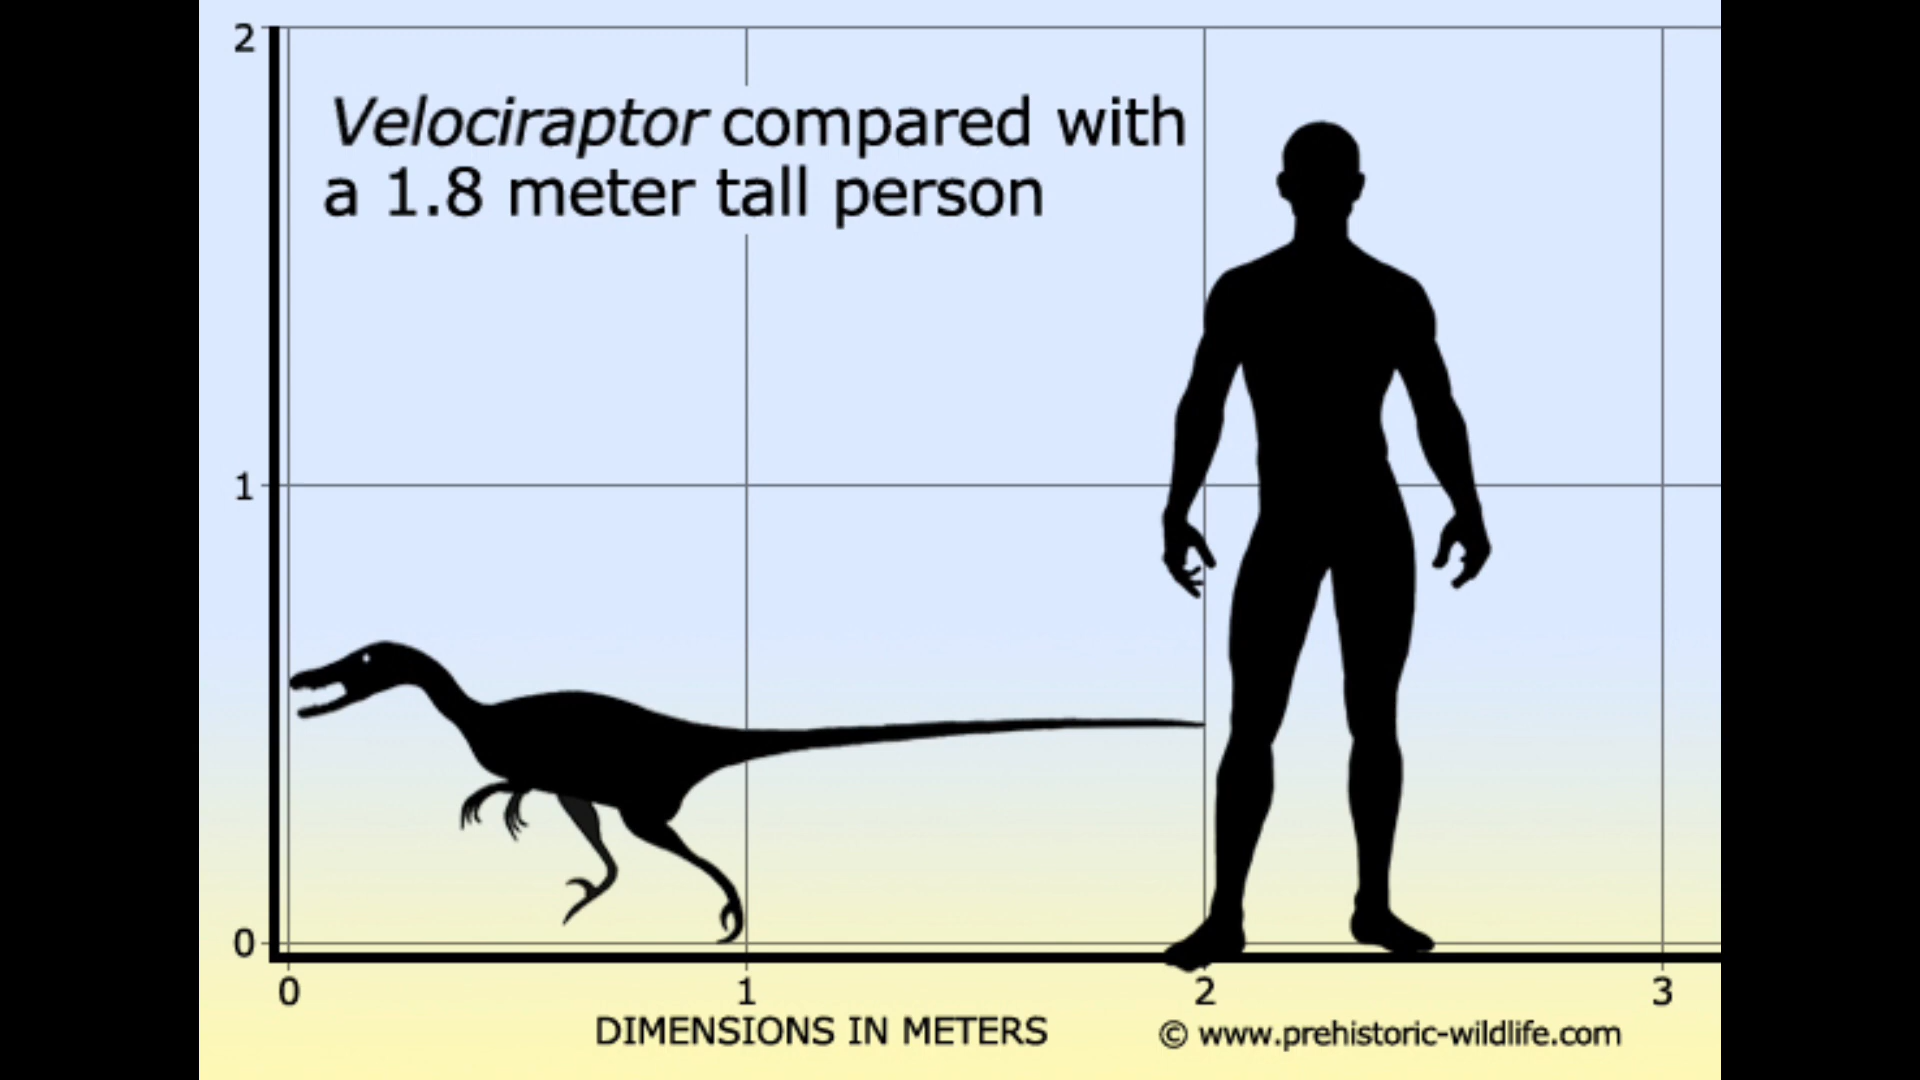 2
Velociraptor compared with
a 1.8 meter tall person
1
0
0 1 2 3
DIMENSIONS IN METERS © www.prehistoric-wildlife.com